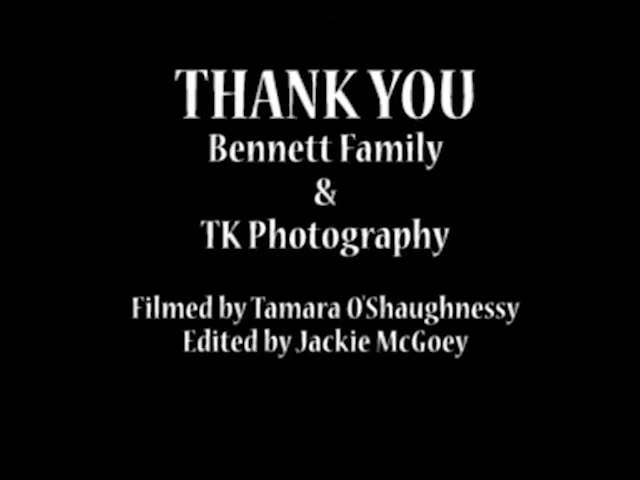 THANK YOU
Bennett Family
&
TK Photography
Filmed by Tamara O'Shaughnessy
Edited by Jackie McGoey